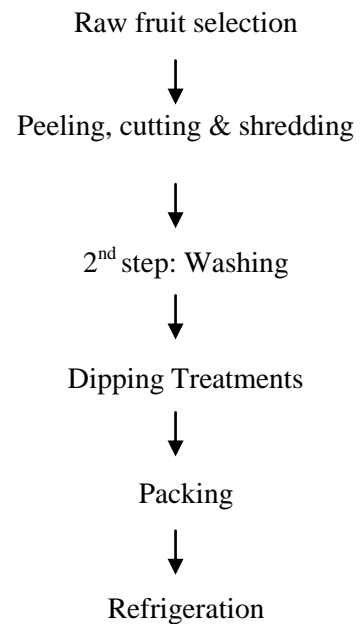 Raw fruit selection
Peeling, cutting & shredding
2nd step: Washing
Dipping Treatments
Packing
Refrigeration